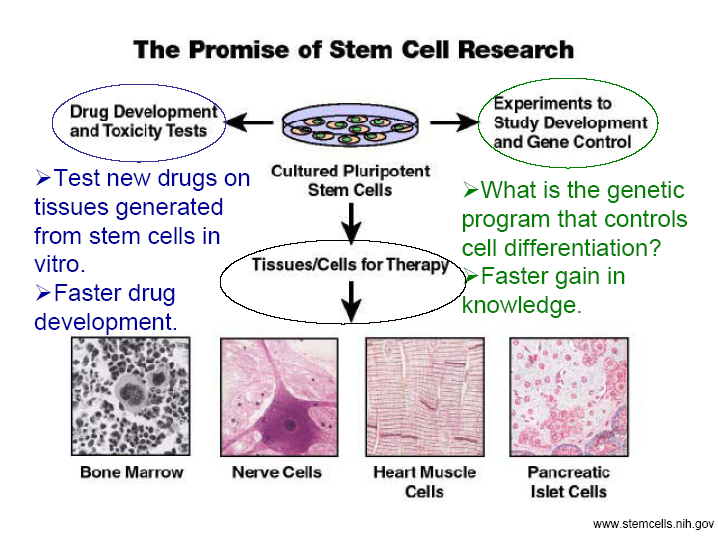 The Promise of Stem Cell Research
Drug Development
and Toxicity Tests
Experiments to
Study Development
and Gene Control
Cultured Pluripotent
Stem Cells
➢Test new drugs on
tissues generated
from stem cells in
vitro.
➢Faster drug
development.
➢What is the genetic
program that controls
cell differentiation?
➢Faster gain in
knowledge.
Tissues/Cells for Therapy
Bone Marrow
Nerve Cells
Heart Muscle
Cells
Pancreatic
Islet Cells
www.stemcells.nih.gov